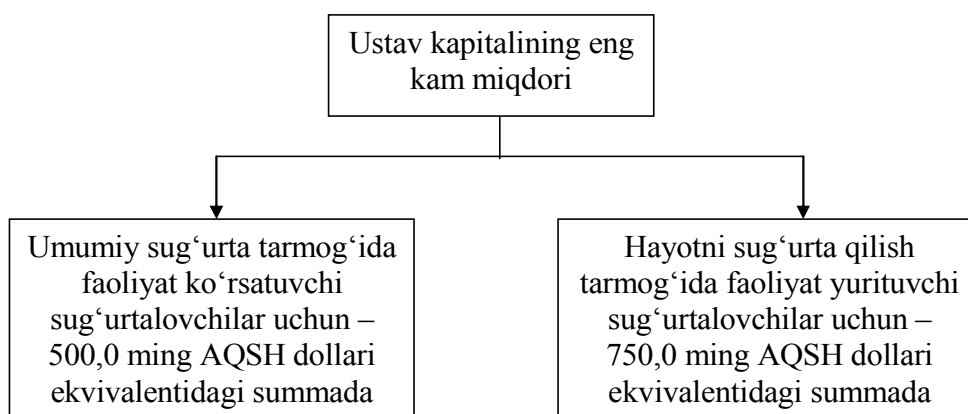 Ustav kapitalining eng
kam miqdori
Umumiy sug‘urta tarmog‘ida
faoliyat ko‘rsatuvchi
sug‘urtalovchilar uchun –
500,0 ming AQSH dollari
ekvivalentidagi summada
Hayotni sug‘urta qilish
tarmog‘ida faoliyat yurituvchi
sug‘urtalovchilar uchun –
750,0 ming AQSH dollari
ekvivalentidagi summada